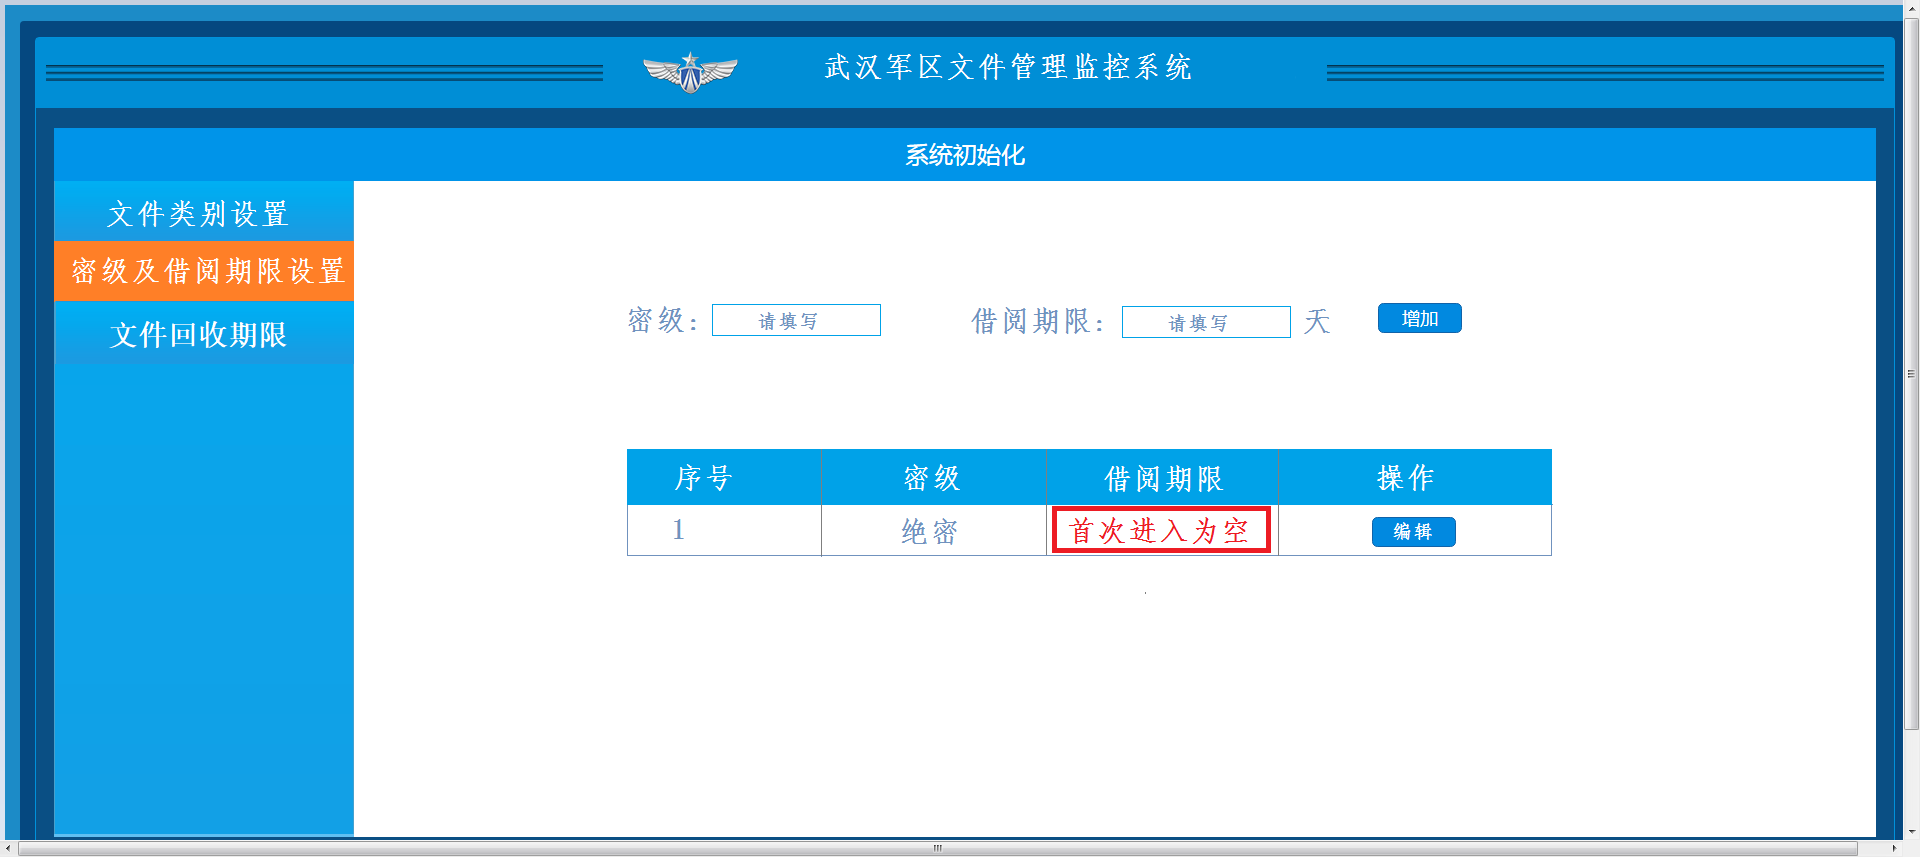 武汉军区文件管理监控系统
系统初始化
文件类别设置
密级及借阅期限设置
文件回收期限
密级： 请填写 借阅期限： 请填写 天 增加
序号 密级 借阅期限 操作
1 绝密 首次进入为空 编辑